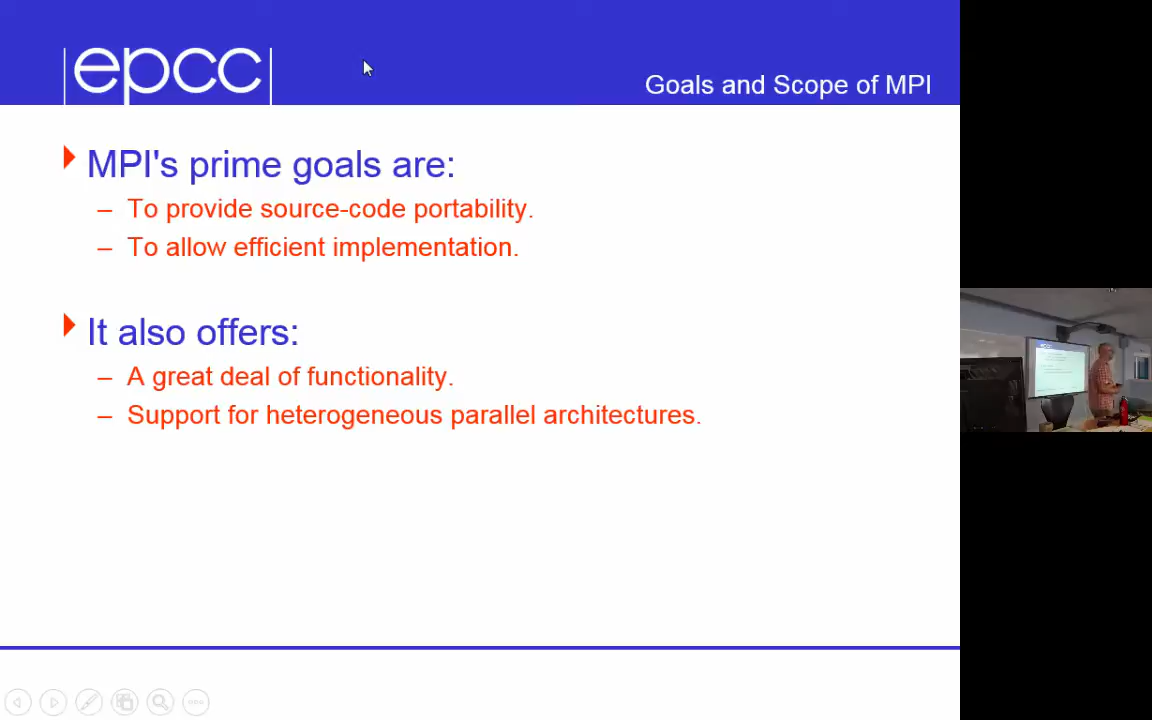 epcc
Goals and Scope of MPI
MPI's prime goals are:
– To provide source-code portability.
– To allow efficient implementation.
It also offers:
– A great deal of functionality.
– Support for heterogeneous parallel architectures.